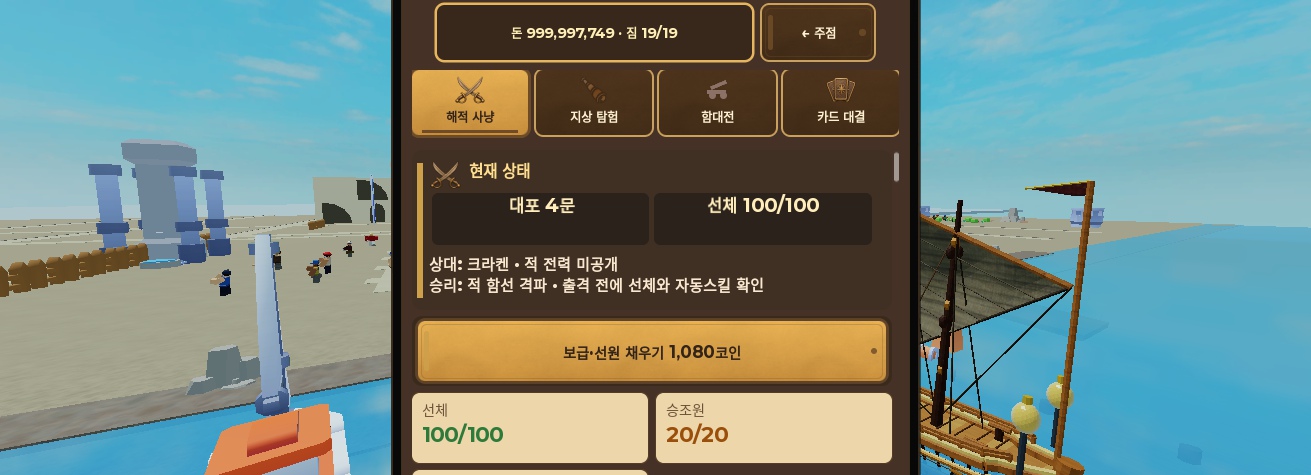 돈 999,997,749 · 짐 19/19
← 주점
해적 사냥
지상 탐험
함대전
카드 대결
현재 상태
대포 4문
선체 100/100
상대: 크라켄 · 적 전력 미공개
승리: 적 함선 격파 · 출격 전에 선체와 자동스킬 확인
보급·선원 채우기 1,080코인
선체
100/100
승조원
20/20